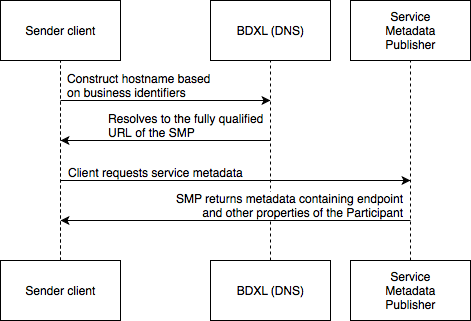 Sender client
BDXL (DNS)
Service
Metadata
Publisher
Construct hostname based
on business identifiers
Resolves to the fully qualified
URL of the SMP
Client requests service metadata
SMP returns metadata containing endpoint
and other properties of the Participant
Sender client
BDXL (DNS)
Service
Metadata
Publisher